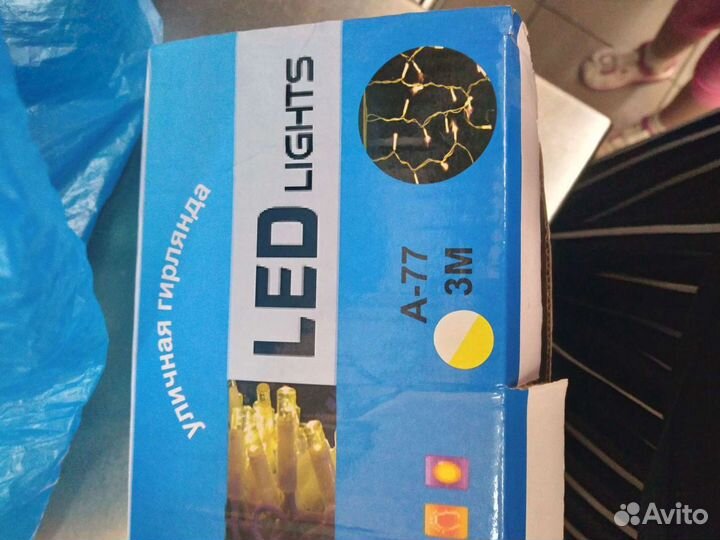 Уличная гирлянда
LED
LIGHTS
A-77
3M
Avito